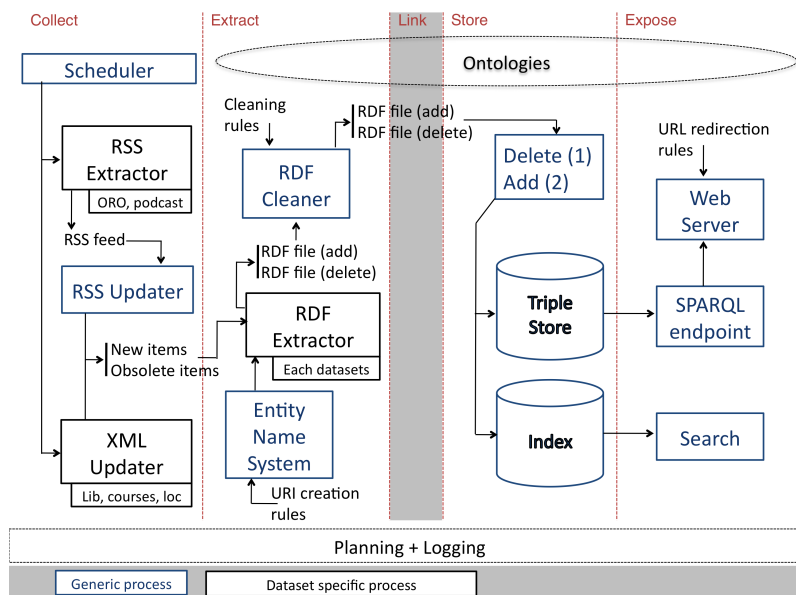 Collect
Extract
Link
Store
Expose
Ontologies
Scheduler
RSS
Extractor
ORO, podcast
RSS feed
RSS Updater
New items
Obsolete items
XML
Updater
Lib, courses, loc
Cleaning
rules
RDF
Cleaner
RDF file (add)
RDF file (delete)
RDF file (add)
RDF file (delete)
RDF
Extractor
Each datasets
Entity
Name
System
URI creation
rules
Delete (1)
Add (2)
Triple
Store
Index
URL redirection
rules
Web
Server
SPARQL
endpoint
Search
Planning + Logging
Generic process
Dataset specific process